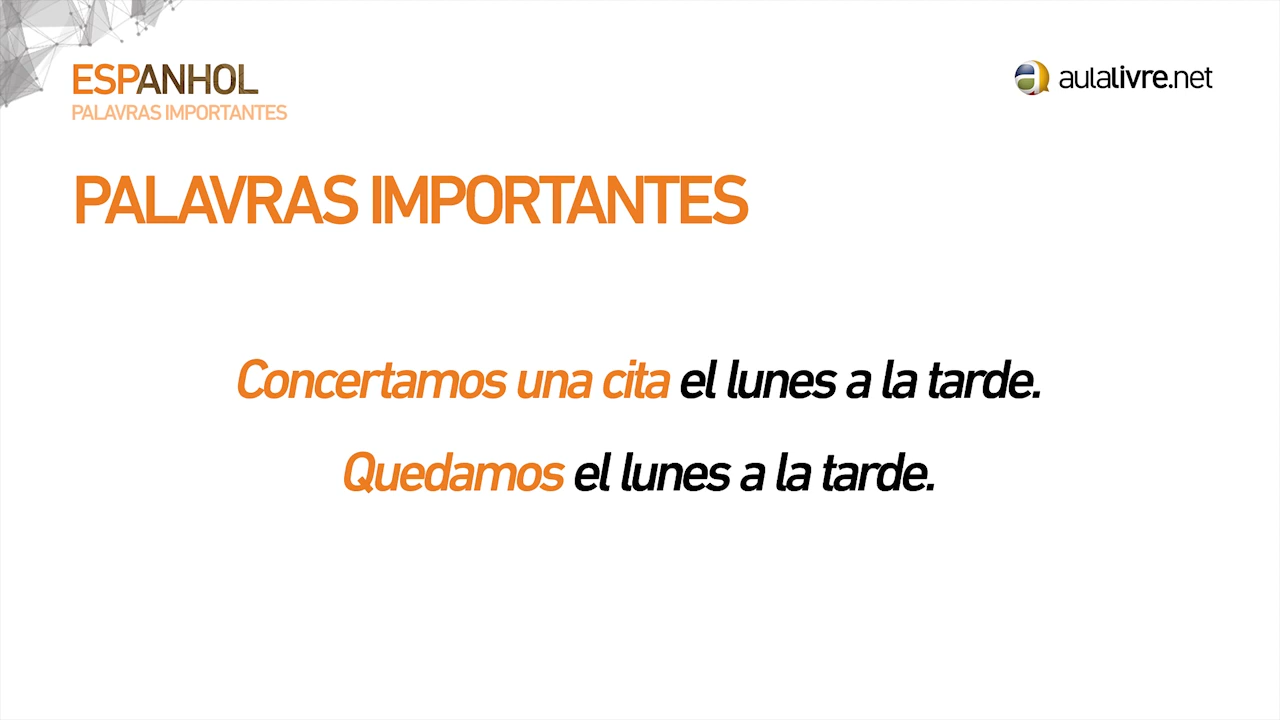 ESPANHOL
aulalivre.net
PALAVRAS IMPORTANTES
PALAVRAS IMPORTANTES
Concertamos una cita el lunes a la tarde.
Quedamos el lunes a la tarde.